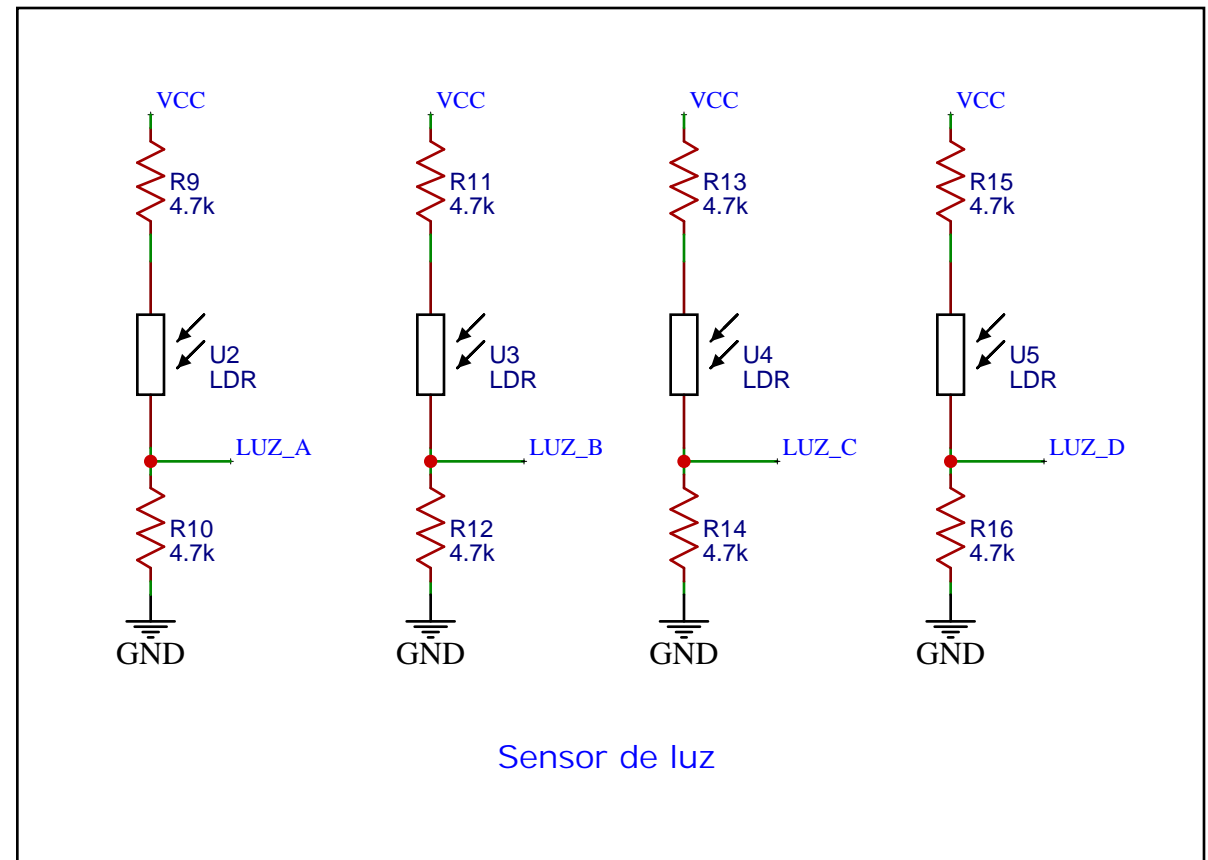 VCC VCC VCC VCC
R9 R11 R13 R15
4.7k 4.7k 4.7k 4.7k
U2 U3 U4 U5
LDR LDR LDR LDR
LUZ_A LUZ_B LUZ_C LUZ_D
R10 R12 R14 R16
4.7k 4.7k 4.7k 4.7k
GND GND GND GND
Sensor de luz